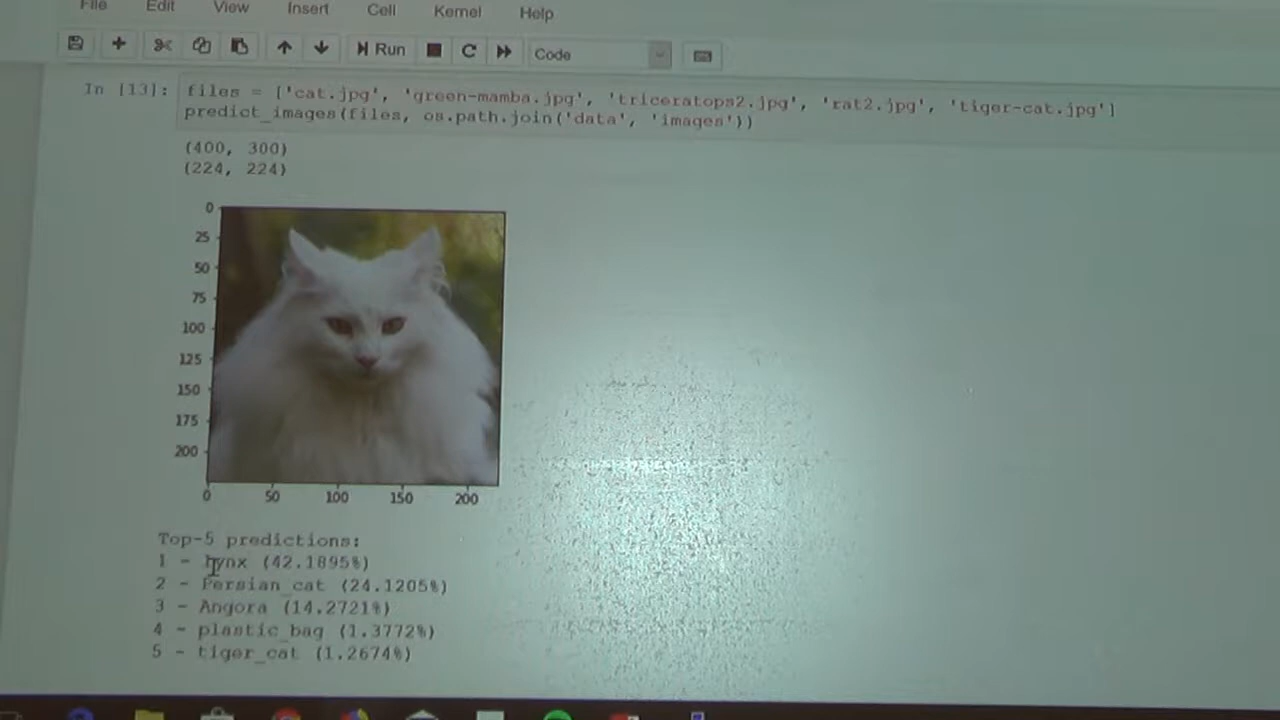 File Edit View Insert Cell Kernel Help
Run Code
In [13]: files = ['cat.jpg', 'green-mamba.jpg', 'triceratops2.jpg', 'rat2.jpg', 'tiger-cat.jpg']
predict_images(files, os.path.join('data', 'images'))
(400, 300)
(224, 224)
0
25
50
75
100
125
150
175
200
0 50 100 150 200
Top-5 predictions:
1 - lynx (42.1895%)
2 - Persian_cat (24.1205%)
3 - Angora (14.2721%)
4 - plastic_bag (1.3772%)
5 - tiger_cat (1.2674%)